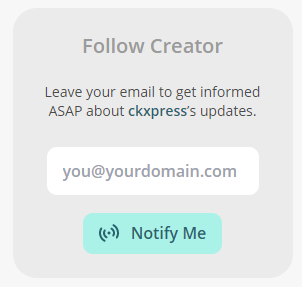 Follow Creator
Leave your email to get informed
ASAP about ckxpress’s updates.
you@yourdomain.com
Notify Me